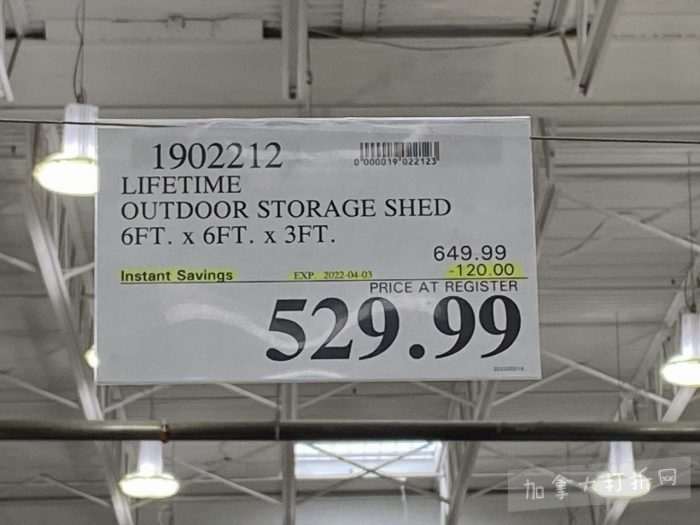 1902212
0"000019"022123"
LIFETIME
OUTDOOR STORAGE SHED
6FT. x 6FT. x 3FT.
649.99
Instant Savings EXP. 2022-04-03 -120.00
PRICE AT REGISTER
529.99
加拿大打折网